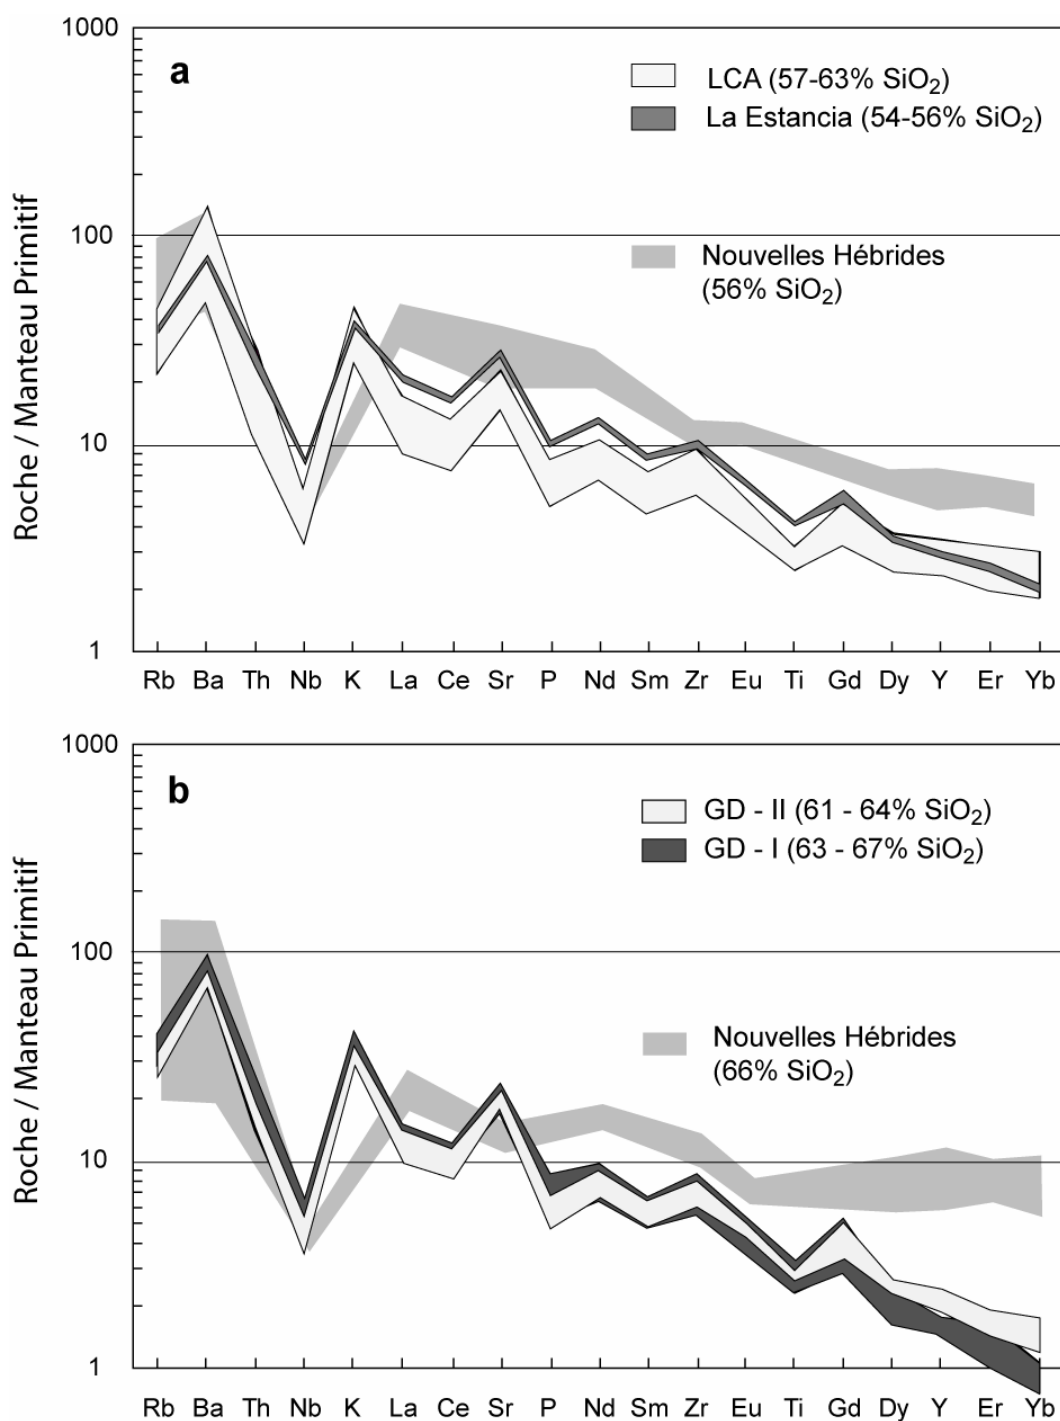 1000
a
LCA (57-63% SiO₂)
La Estancia (54-56% SiO₂)
100
Nouvelles Hébrides
(56% SiO₂)
Roche / Manteau Primitif
10
1
Rb Ba Th Nb K La Ce Sr P Nd Sm Zr Eu Ti Gd Dy Y Er Yb
1000
b
GD - II (61 - 64% SiO₂)
GD - I (63 - 67% SiO₂)
100
Nouvelles Hébrides
(66% SiO₂)
Roche / Manteau Primitif
10
1
Rb Ba Th Nb K La Ce Sr P Nd Sm Zr Eu Ti Gd Dy Y Er Yb